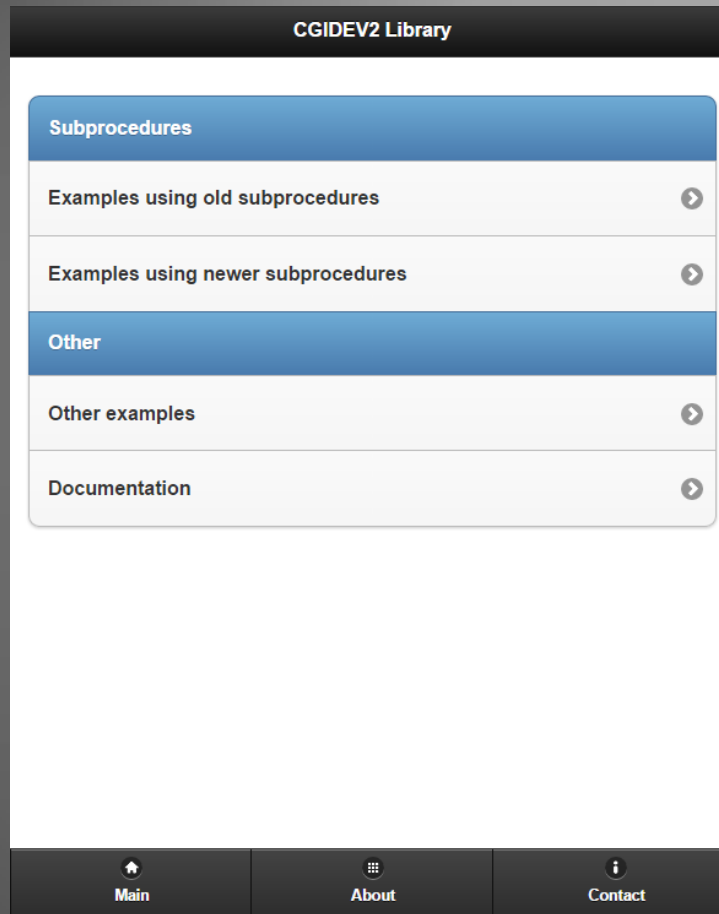 CGIDEV2 Library
Subprocedures
Examples using old subprocedures
Examples using newer subprocedures
Other
Other examples
Documentation
Main About Contact